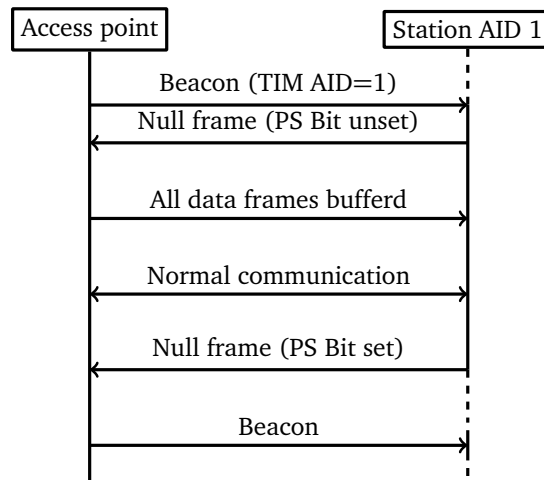 Access point
Station AID 1
Beacon (TIM AID=1)
Null frame (PS Bit unset)
All data frames bufferd
Normal communication
Null frame (PS Bit set)
Beacon